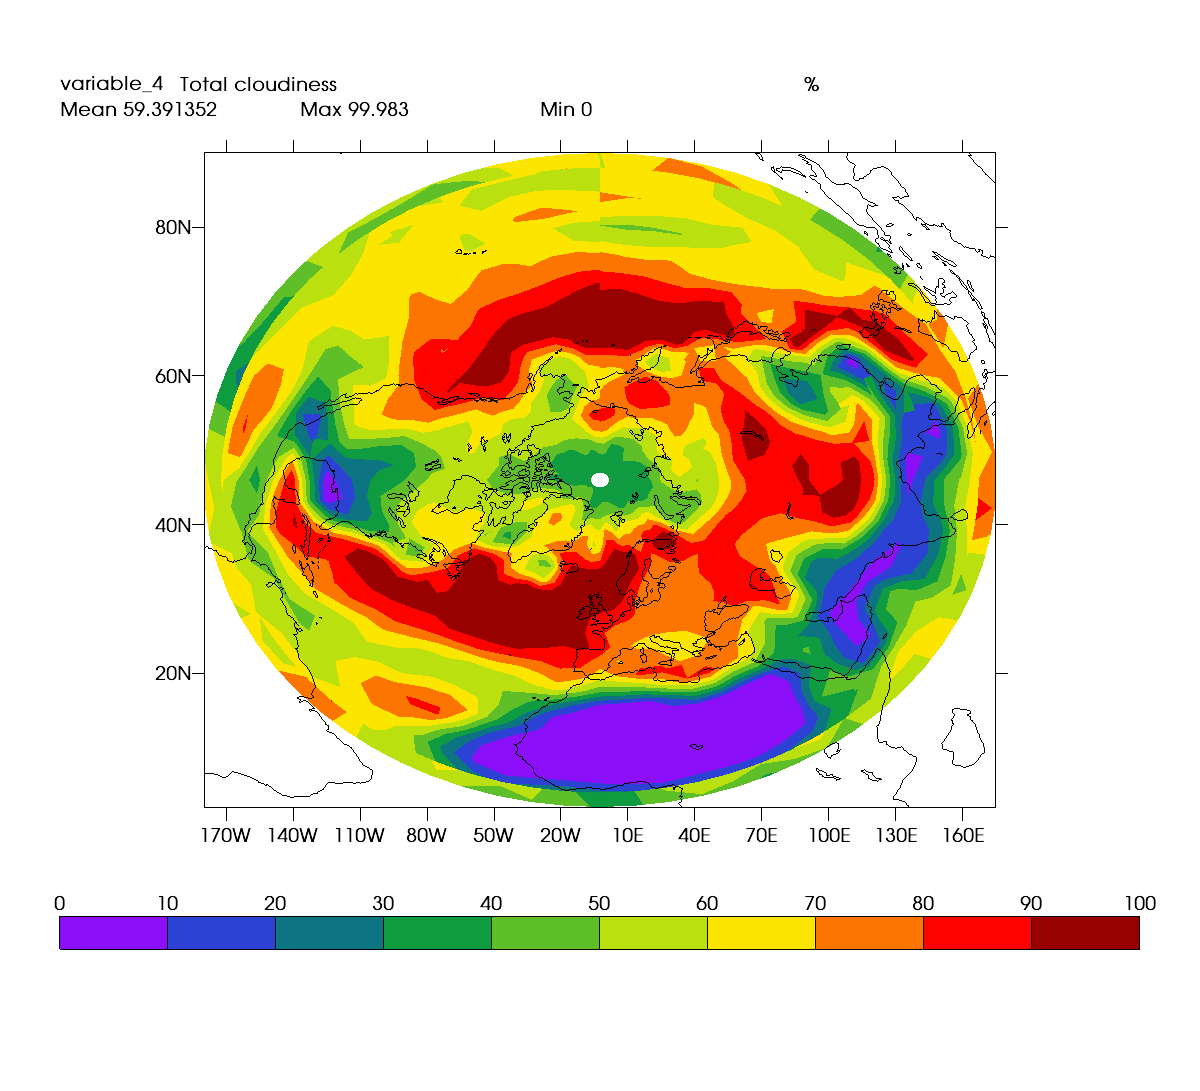 variable_4 Total cloudiness %
Mean 59.391352 Max 99.983 Min 0
80N
60N
40N
20N
170W 140W 110W 80W 50W 20W 10E 40E 70E 100E 130E 160E
0 10 20 30 40 50 60 70 80 90 100